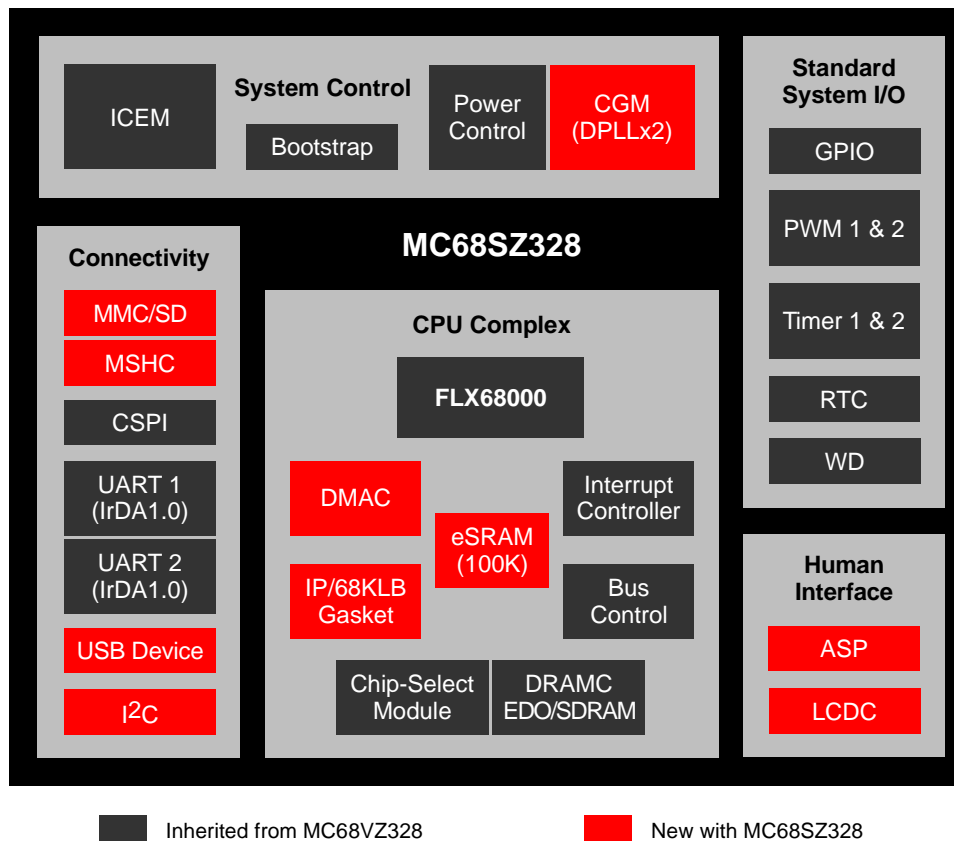 System Control
ICEM
Bootstrap
Power
Control
CGM
(DPLLx2)
Standard
System I/O
GPIO
PWM 1 & 2
Timer 1 & 2
RTC
WD
MC68SZ328
Connectivity
MMC/SD
MSHC
CSPI
UART 1
(IrDA1.0)
UART 2
(IrDA1.0)
USB Device
I2C
CPU Complex
FLX68000
DMAC
eSRAM
(100K)
Interrupt
Controller
IP/68KLB
Gasket
Bus
Control
Chip-Select
Module
DRAMC
EDO/SDRAM
Human
Interface
ASP
LCDC
Inherited from MC68VZ328
New with MC68SZ328